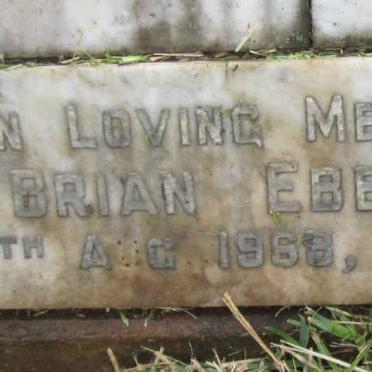 N LOVING ME
BRIAN EBE
TH AUG 1968,